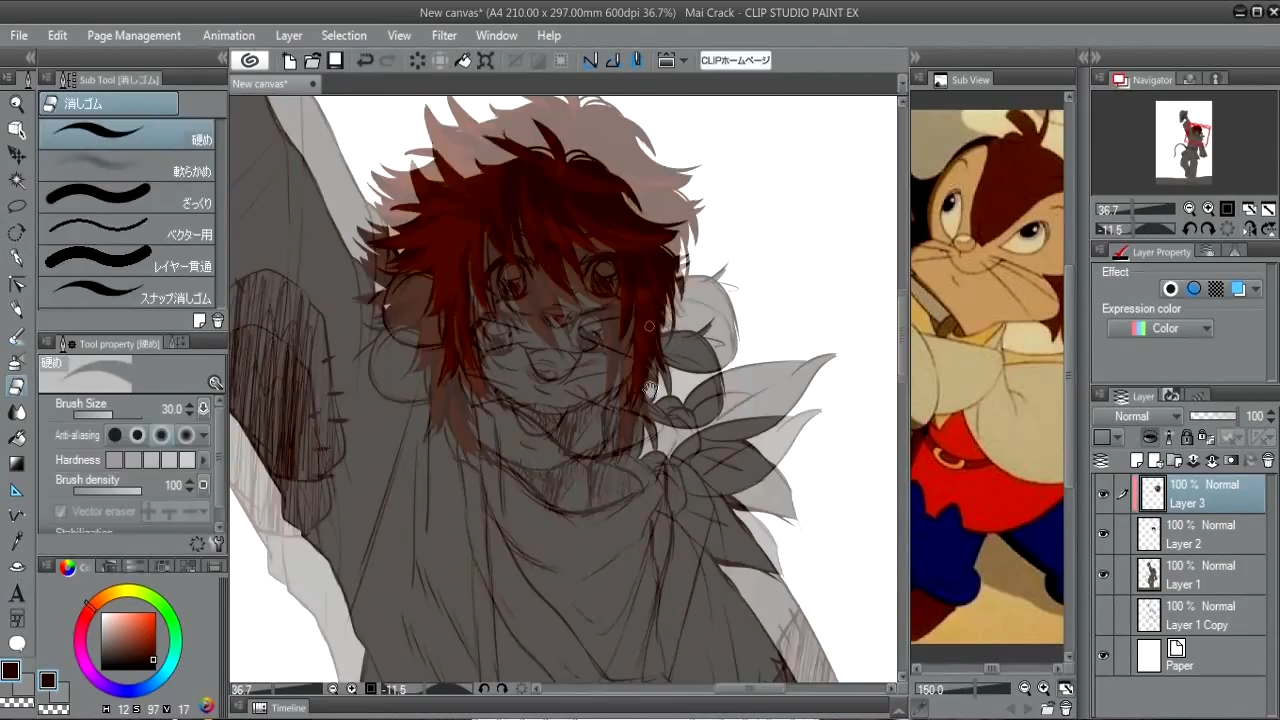 New canvas* (A4 210.00 x 297.00mm 600dpi 36.7%) Mai Crack - CLIP STUDIO PAINT EX
File Edit Page Management Animation Layer Selection View Filter Window Help
CLIPホームページ
Sub Tool [消しゴム]
New canvas*
Sub View
Navigator
消しゴム
硬め
軟らかめ
ざっくり
ベクター用
レイヤー貫通
スナップ消しゴム
Tool property [硬め]
硬め
Brush Size 30.0
Anti-aliasing
Hardness
Brush density 100
Vector eraser
H 12 S 97 V 17
36.7
-11.5
Timeline
150.0
36.7
-11.5
Layer Property
Effect
Expression color
Color
Layer
Normal 100
100 % Normal
Layer 3
100 % Normal
Layer 2
100 % Normal
Layer 1
100 % Normal
Layer 1 Copy
Paper